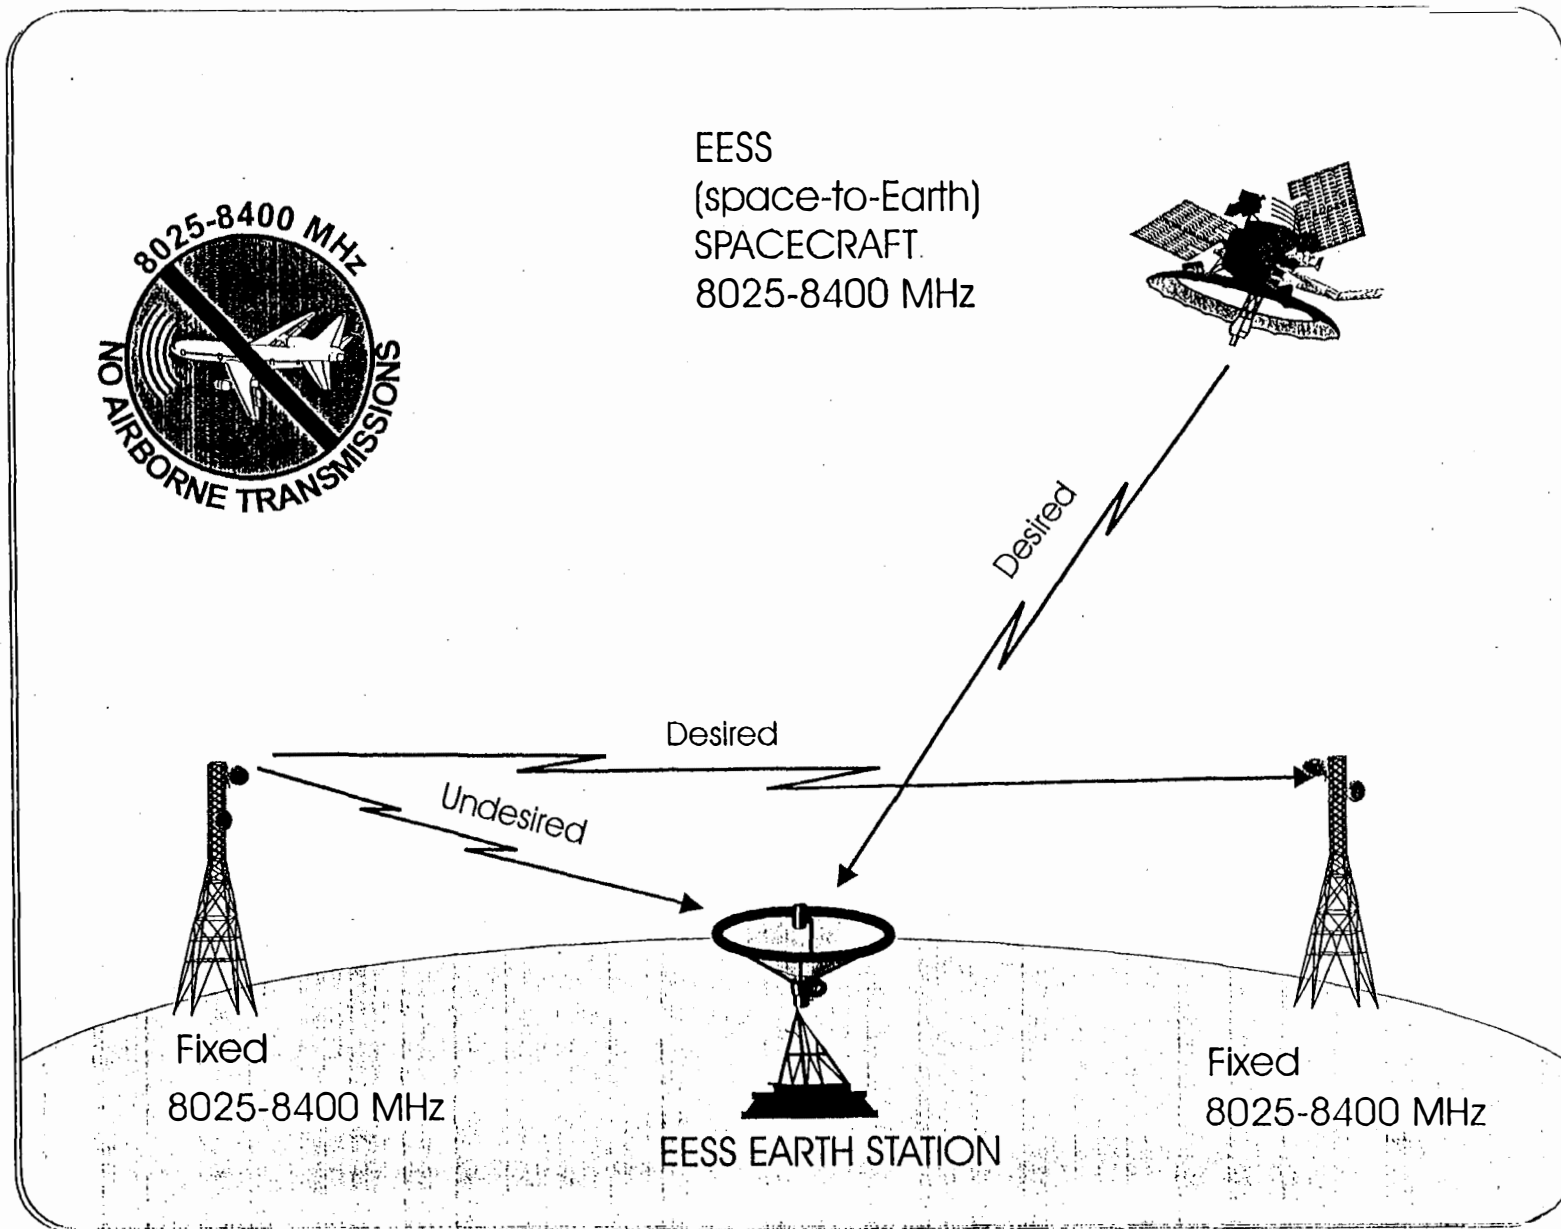 8025-8400 MHz
NO AIRBORNE TRANSMISSIONS
EESS
(space-to-Earth)
SPACECRAFT
8025-8400 MHz
Desired
Desired
Undesired
Fixed
8025-8400 MHz
EESS EARTH STATION
Fixed
8025-8400 MHz